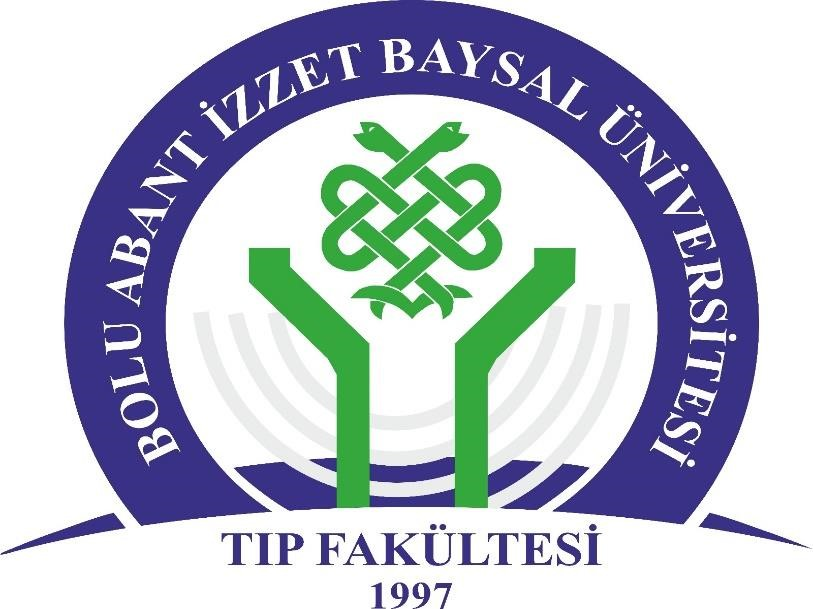 BOLU ABANT İZZET BAYSAL ÜNİVERSİTESİ
TIP FAKÜLTESİ
1997